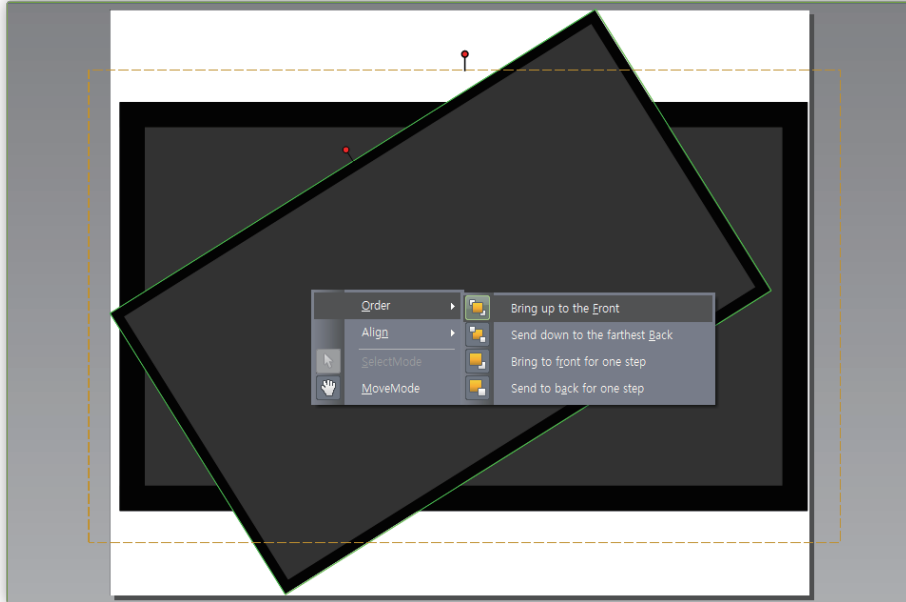 Order
Align
SelectMode
MoveMode
Bring up to the Front
Send down to the farthest Back
Bring to front for one step
Send to back for one step